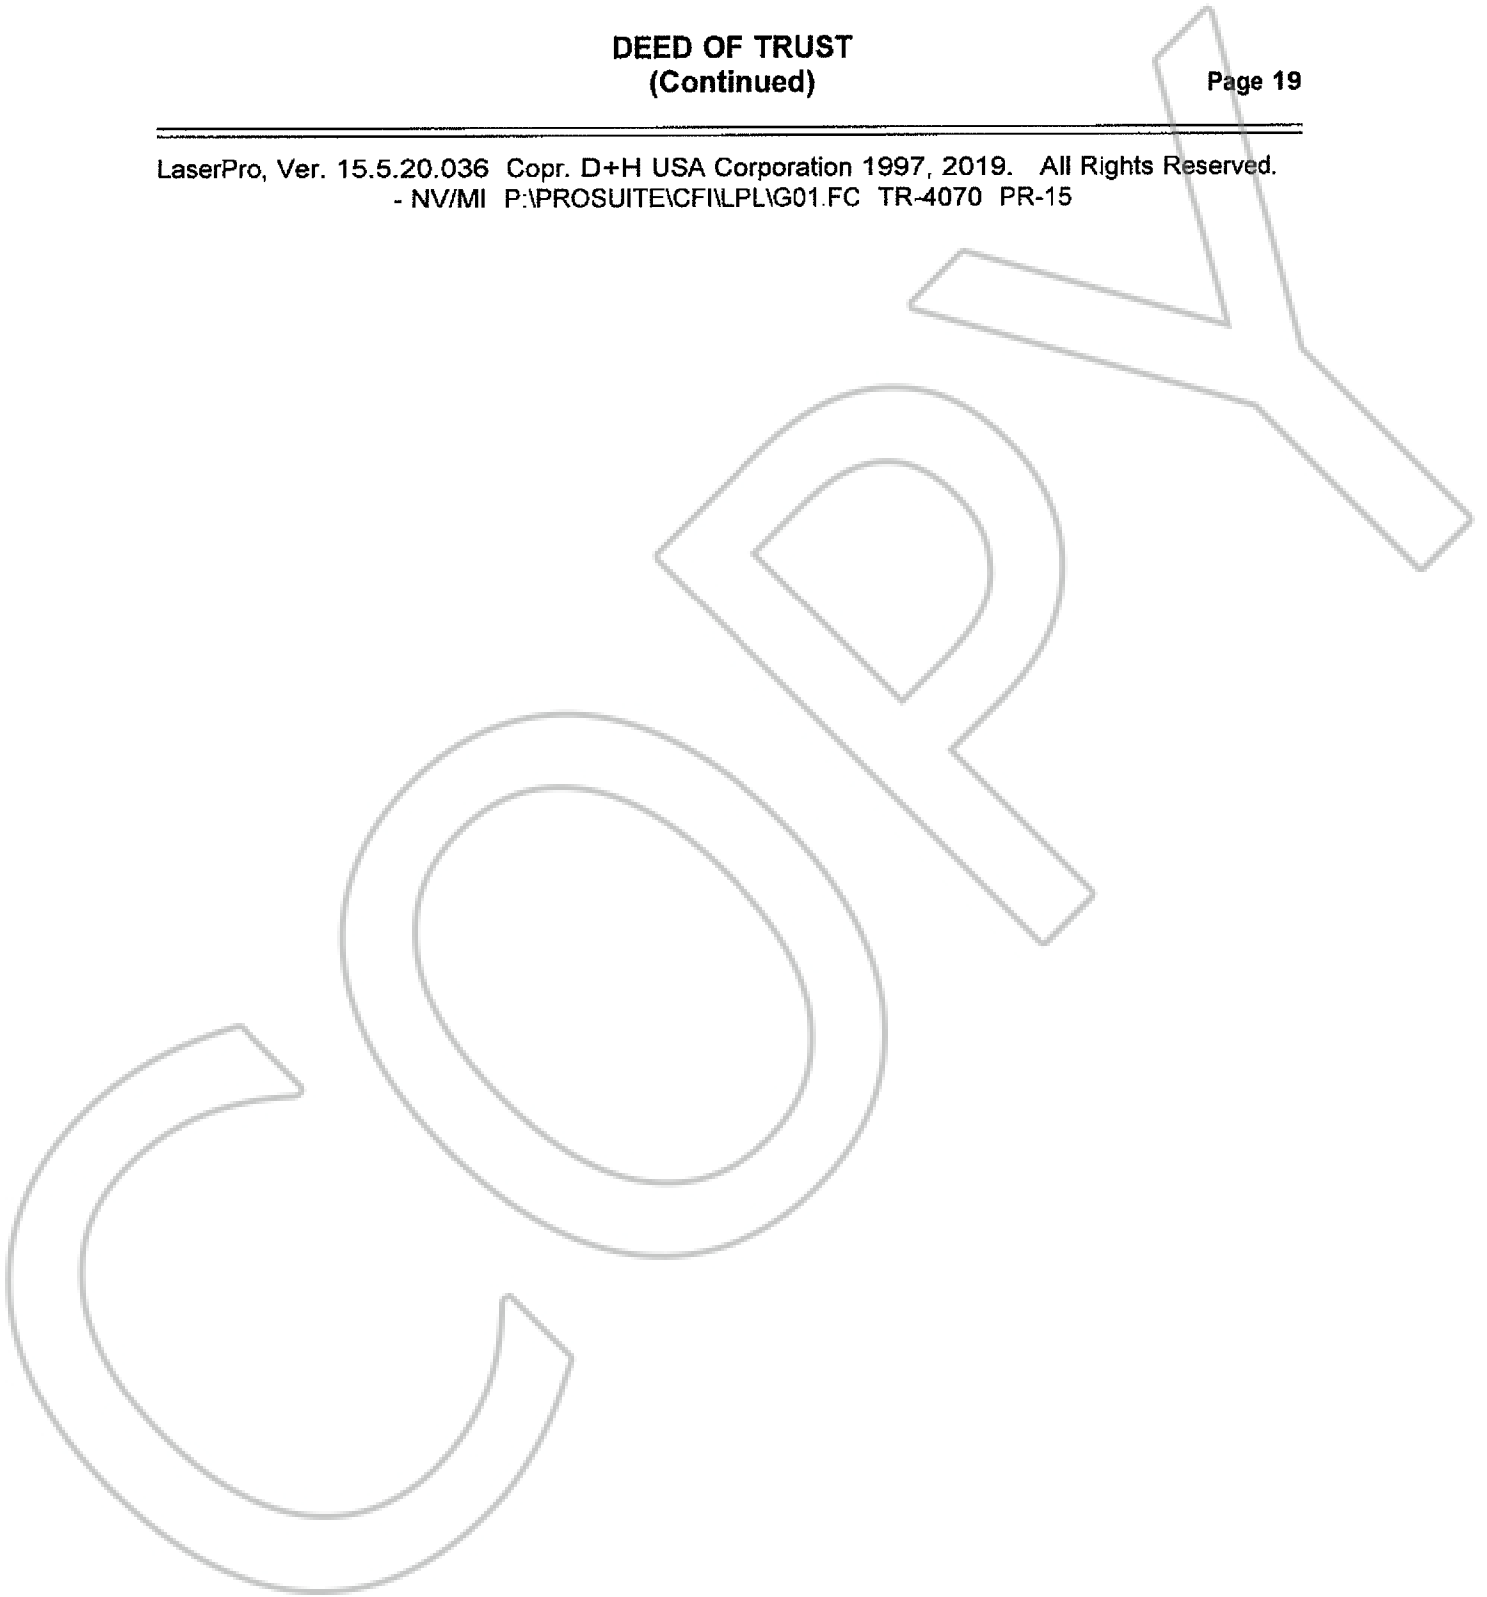 DEED OF TRUST
(Continued)
Page 19
LaserPro, Ver. 15.5.20.036 Copr. D+H USA Corporation 1997, 2019. All Rights Reserved.
- NV/MI P:\PROSUITE\CFI\LPL\G01.FC TR-4070 PR-15
COPY